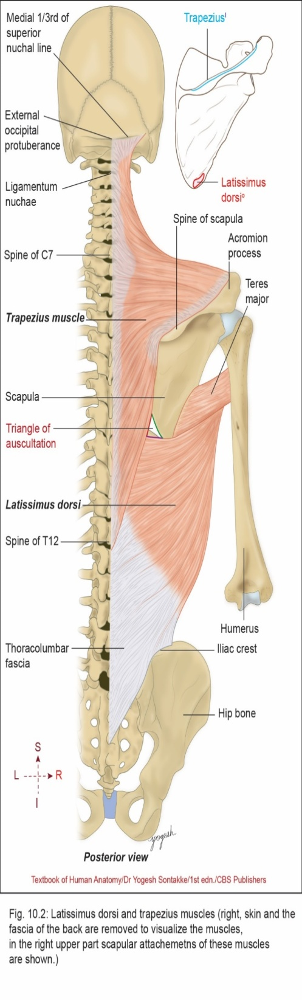 Medial 1/3rd of
superior
nuchal line
Trapeziusᴵ
External
occipital
protuberance
Ligamentum
nuchae
Latissimus
dorsiᵒ
Spine of scapula
Acromion
process
Spine of C7
Teres
major
Trapezius muscle
Scapula
Triangle of
auscultation
Latissimus dorsi
Spine of T12
Humerus
Thoracolumbar
fascia
Iliac crest
Hip bone
S
L
R
I
yogesh
Posterior view
Textbook of Human Anatomy/Dr Yogesh Sontakke/1st edn./CBS Publishers
Fig. 10.2: Latissimus dorsi and trapezius muscles (right, skin and the
fascia of the back are removed to visualize the muscles,
in the right upper part scapular attachemetns of these muscles
are shown.)